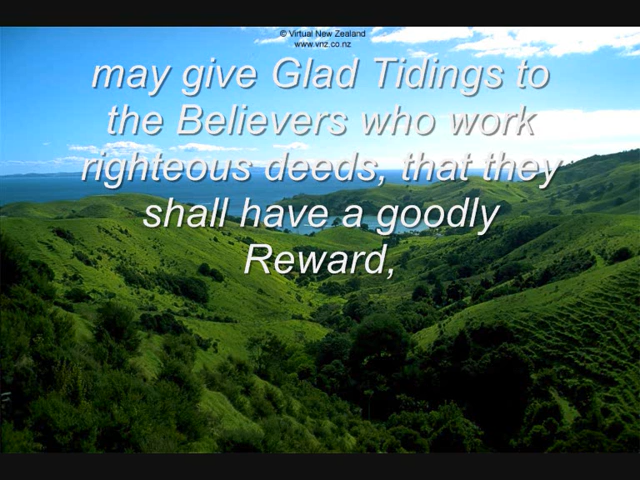 © Virtual New Zealand
www.vnz.co.nz
may give Glad Tidings to
the Believers who work
righteous deeds, that they
shall have a goodly
Reward,